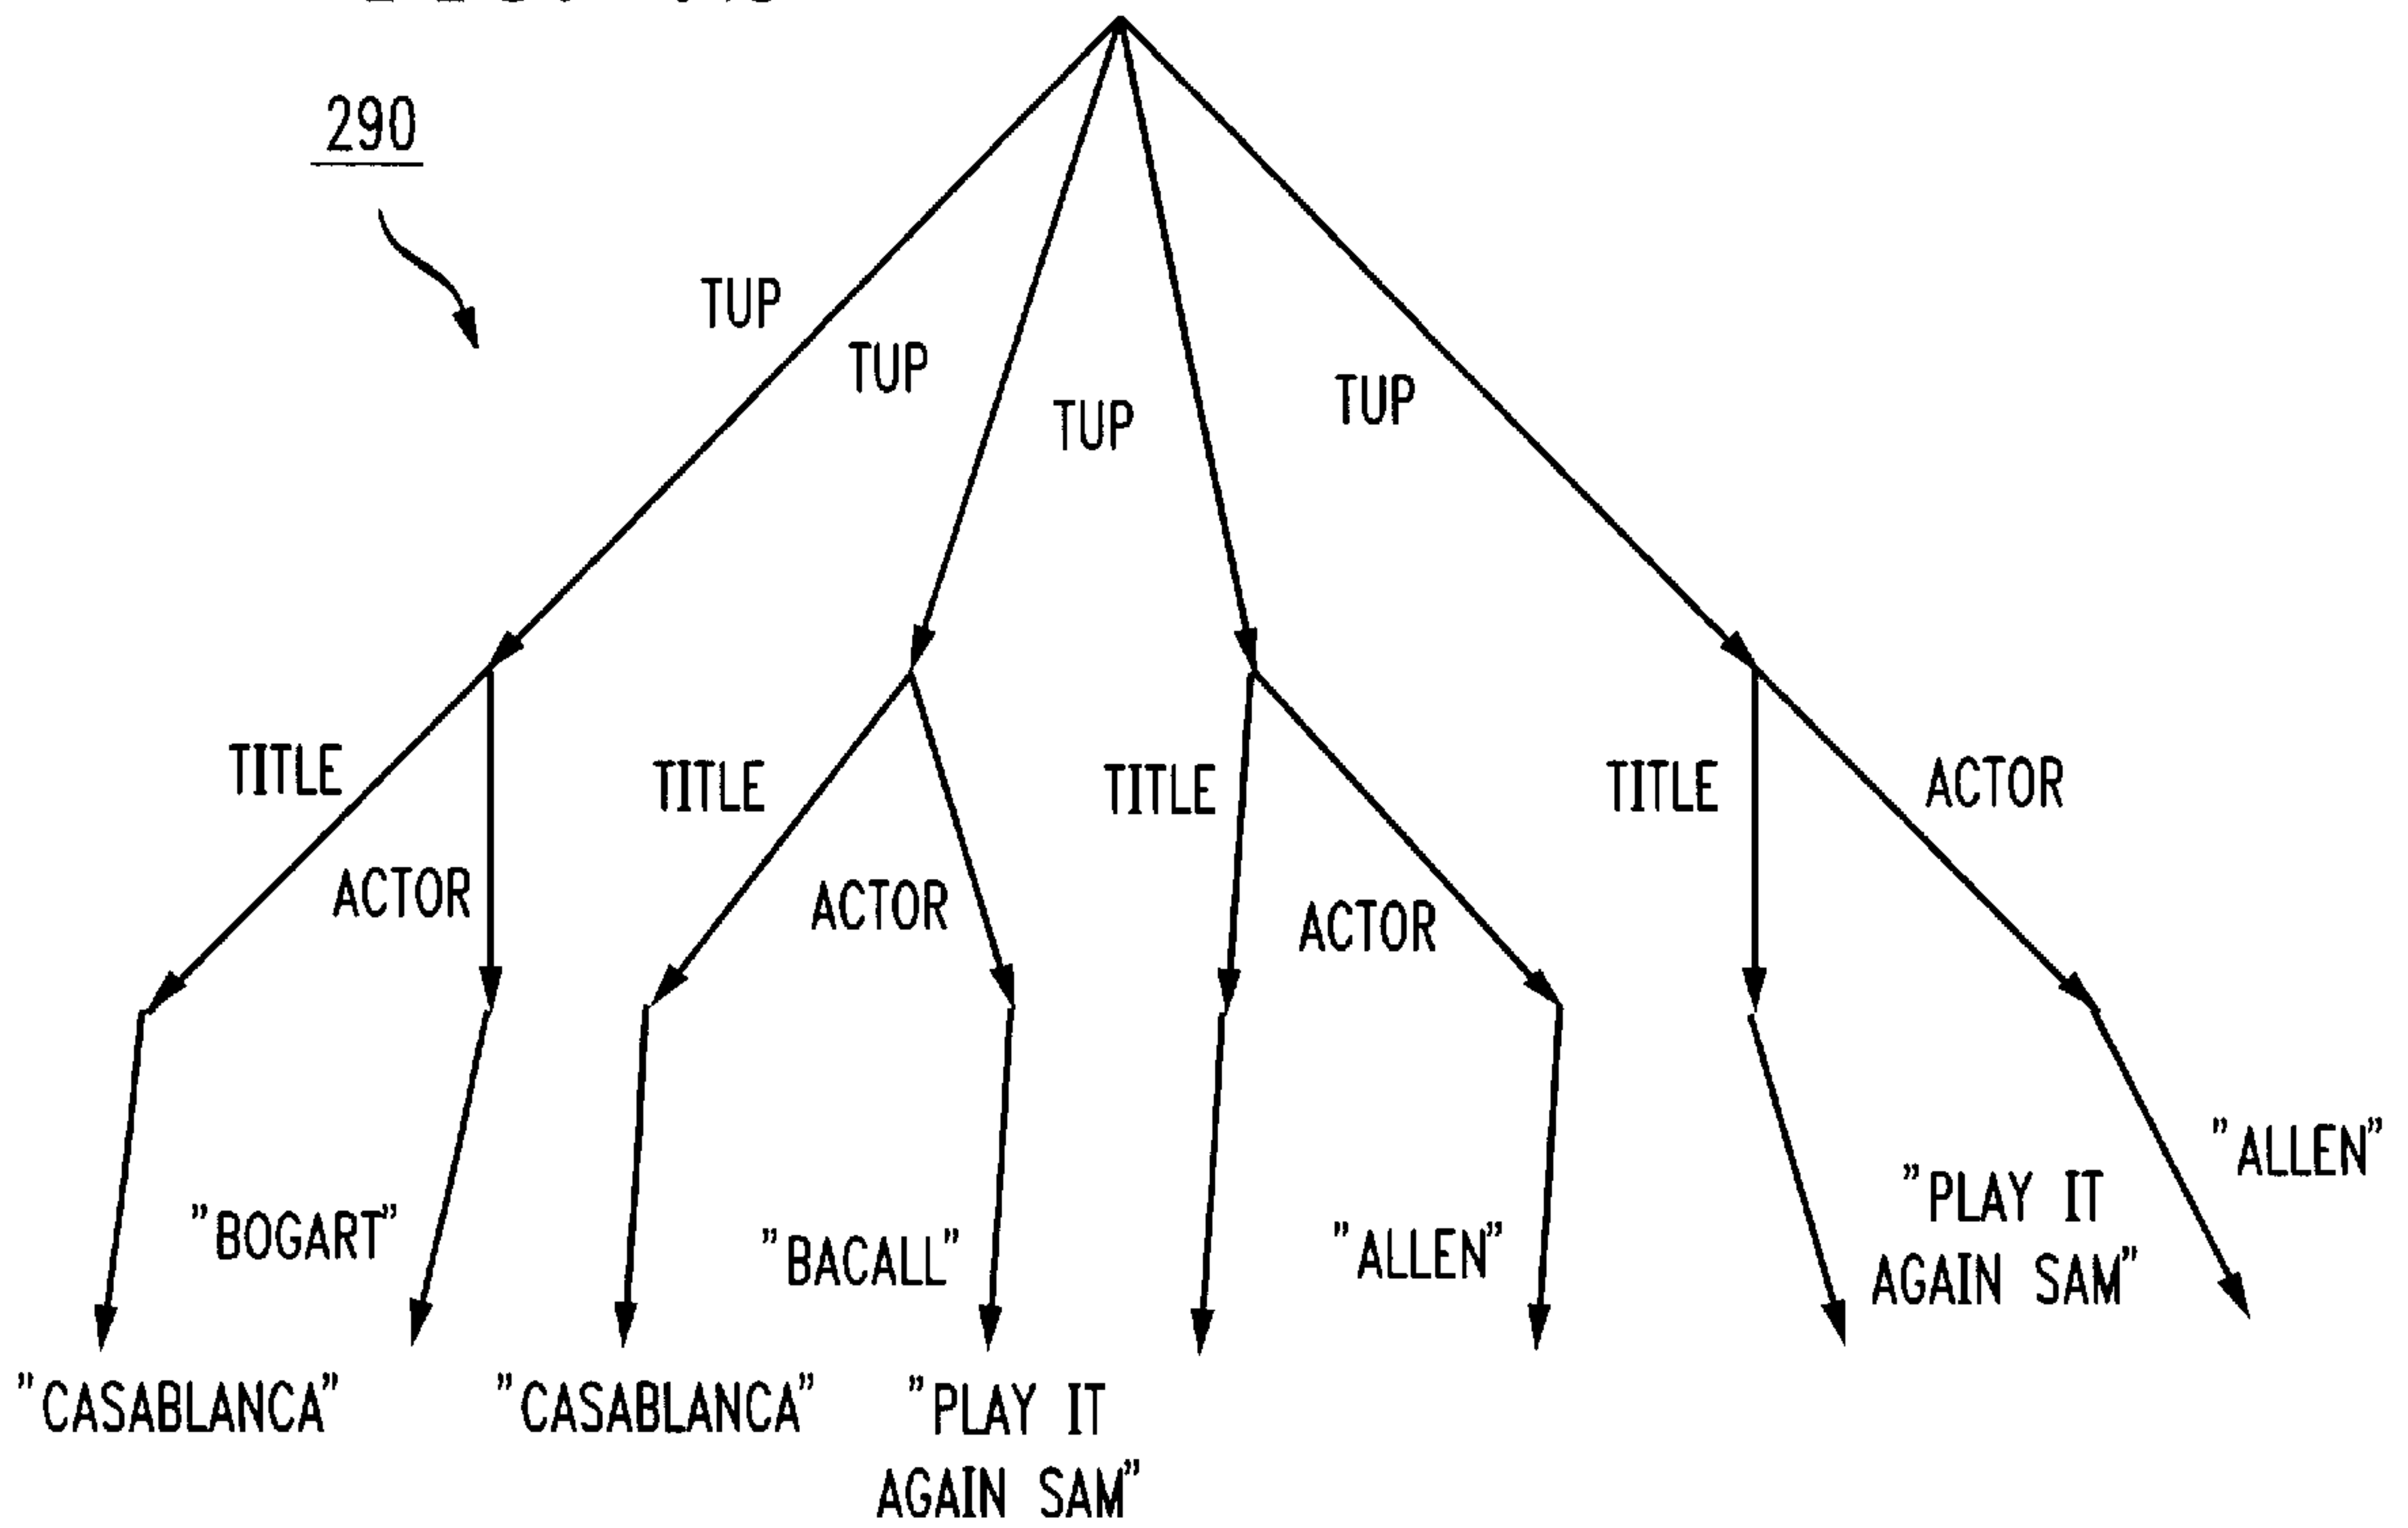 290
TUP
TUP
TUP
TUP
TITLE
TITLE
TITLE
TITLE
ACTOR
ACTOR
ACTOR
ACTOR
"ALLEN"
"PLAY IT
AGAIN SAM"
"BOGART"
"BACALL"
"ALLEN"
"CASABLANCA"
"CASABLANCA"
"PLAY IT
AGAIN SAM"